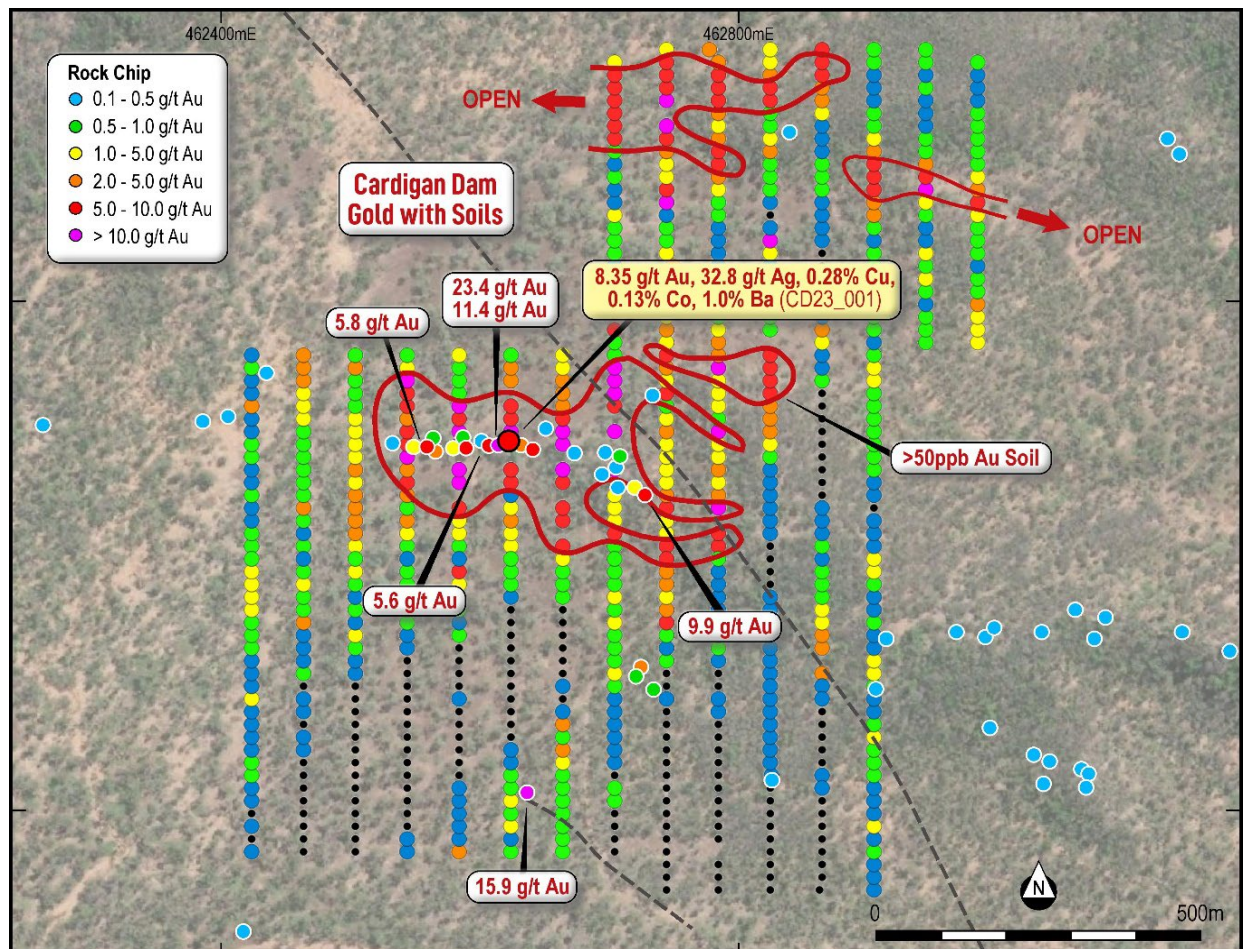 462400mE
462800mE
Rock Chip
0.1 - 0.5 g/t Au
0.5 - 1.0 g/t Au
1.0 - 5.0 g/t Au
2.0 - 5.0 g/t Au
5.0 - 10.0 g/t Au
> 10.0 g/t Au
OPEN
Cardigan Dam
Gold with Soils
OPEN
8.35 g/t Au, 32.8 g/t Ag, 0.28% Cu,
0.13% Co, 1.0% Ba (CD23_001)
23.4 g/t Au
11.4 g/t Au
5.8 g/t Au
>50ppb Au Soil
5.6 g/t Au
9.9 g/t Au
15.9 g/t Au
N
0 500m